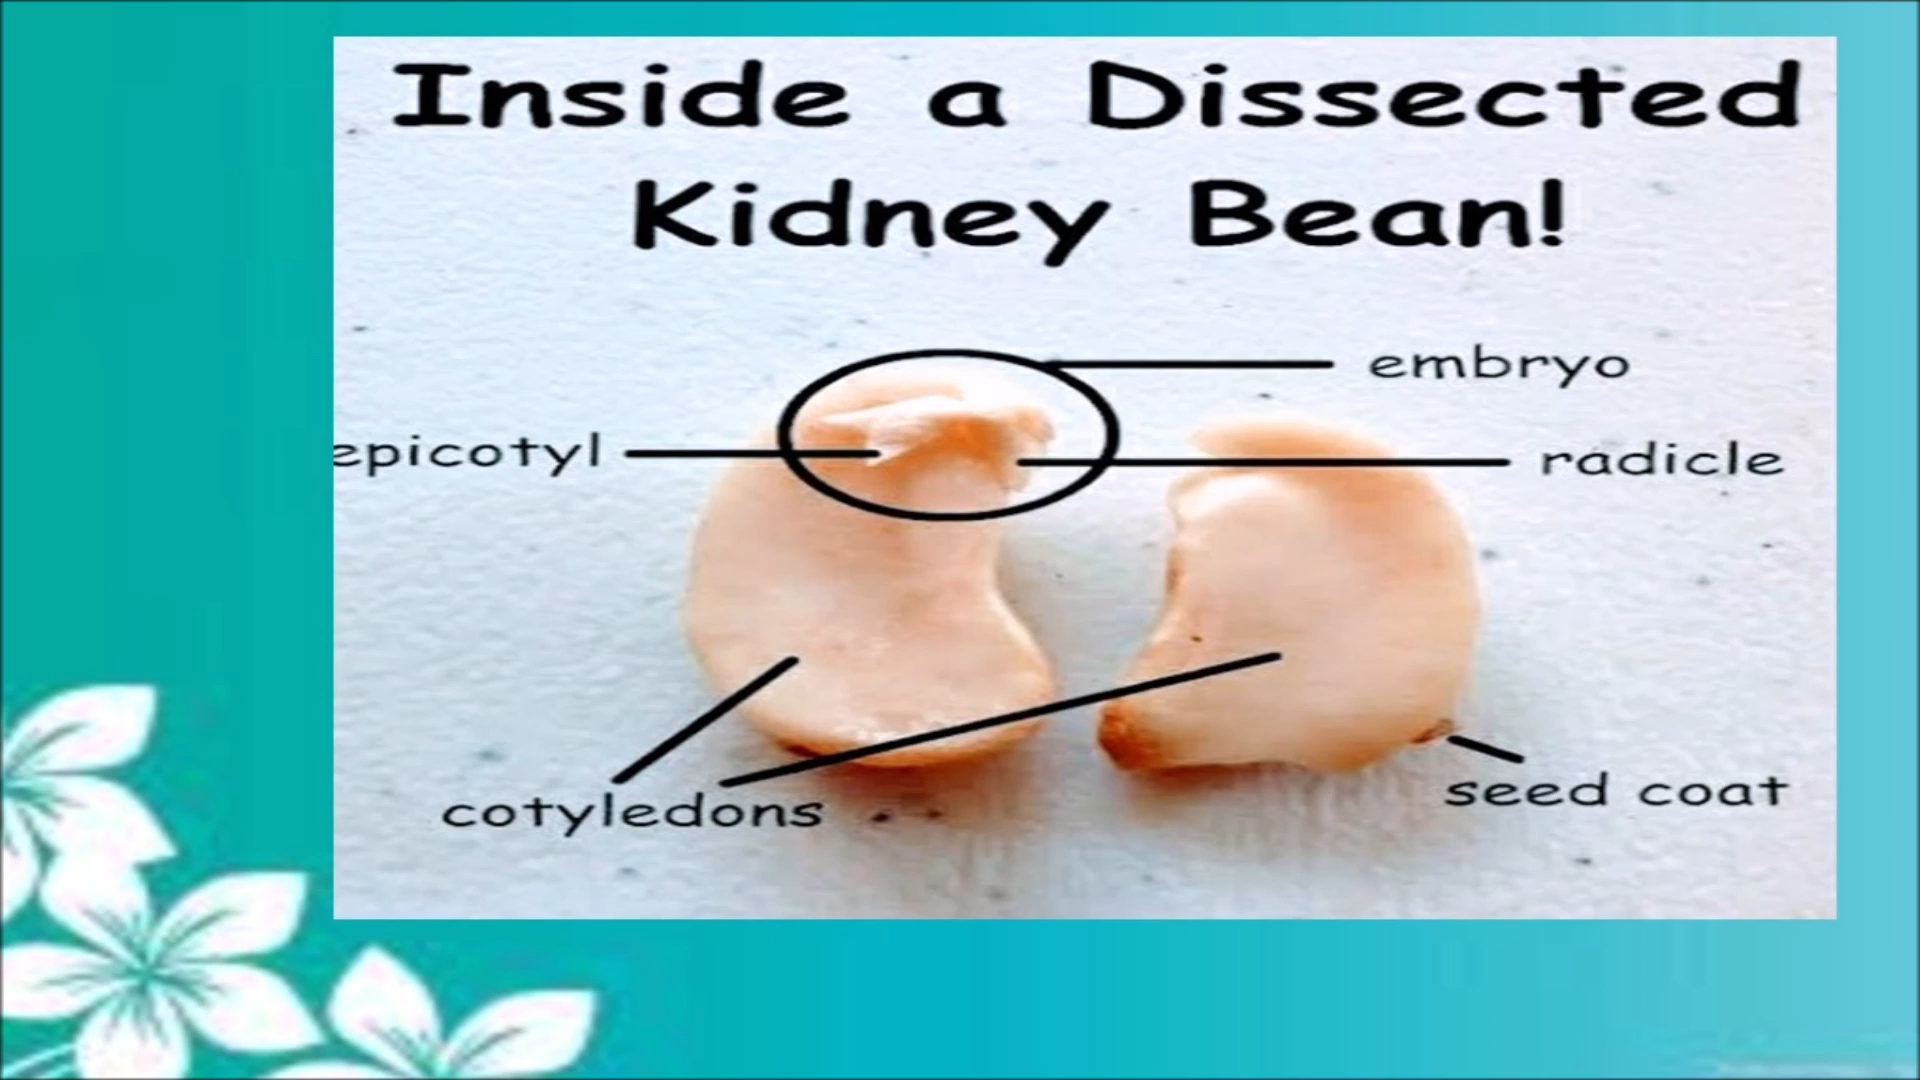 Inside a Dissected
Kidney Bean!
embryo
epicotyl
radicle
cotyledons
seed coat